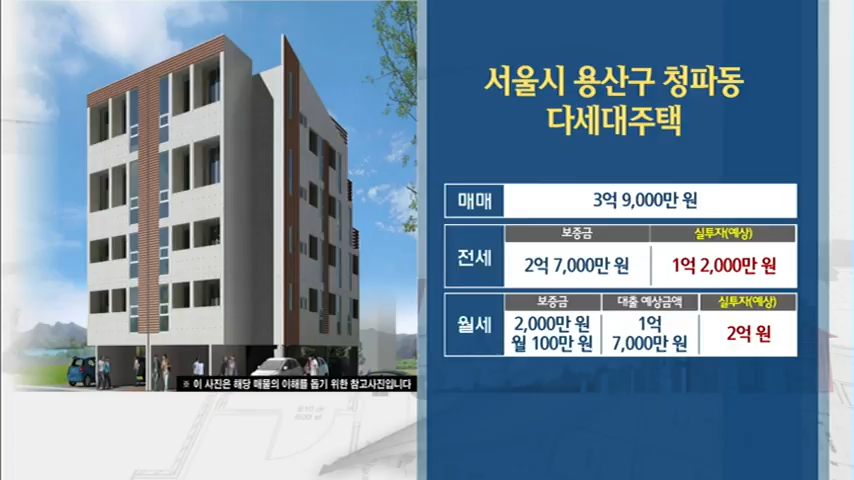 서울시 용산구 청파동
다세대주택
매매
3억 9,000만 원
전세
보증금
실투자(예상)
2억 7,000만 원
1억 2,000만 원
월세
보증금
대출 예상금액
실투자(예상)
2,000만 원
월 100만 원
1억
7,000만 원
2억 원
※ 이 사진은 해당 매물의 이해를 돕기 위한 참고사진입니다